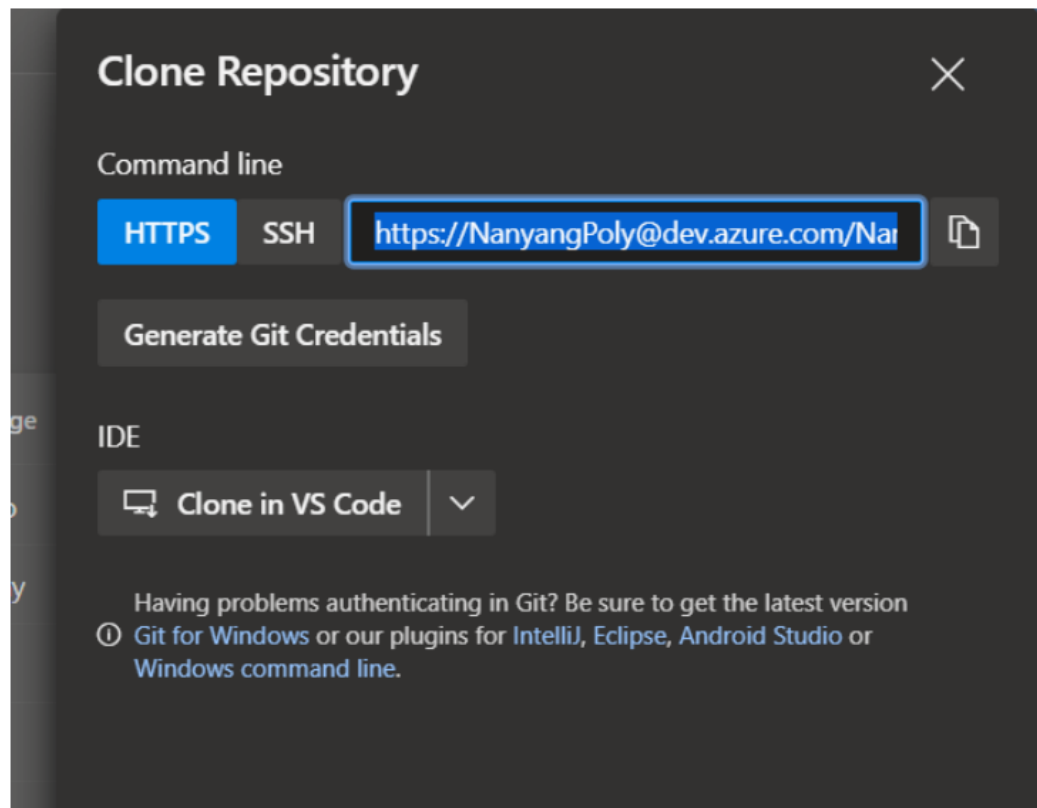 Clone Repository
Command line
HTTPS SSH https://NanyangPoly@dev.azure.com/Nar
Generate Git Credentials
ge
IDE
Clone in VS Code
y
Having problems authenticating in Git? Be sure to get the latest version
Git for Windows or our plugins for IntelliJ, Eclipse, Android Studio or
Windows command line.